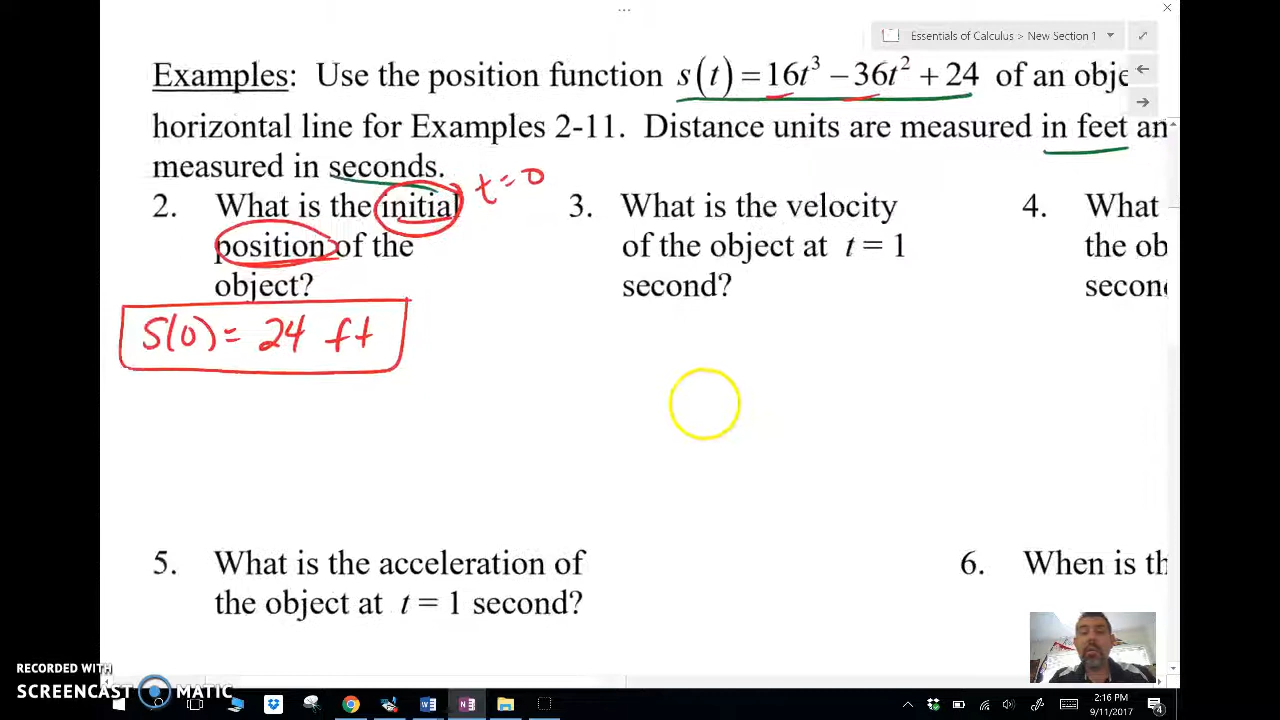 Essentials of Calculus > New Section 1
Examples: Use the position function s(t) = 16t³ − 36t² + 24 of an obje
horizontal line for Examples 2-11. Distance units are measured in feet an
measured in seconds.
t = 0
2. What is the initial
position of the
object?
S(0) = 24 ft
3. What is the velocity
of the object at t = 1
second?
4. What
the ob
secon
5. What is the acceleration of
the object at t = 1 second?
6. When is th
RECORDED WITH
SCREENCAST MATIC
2:16 PM
9/11/2017